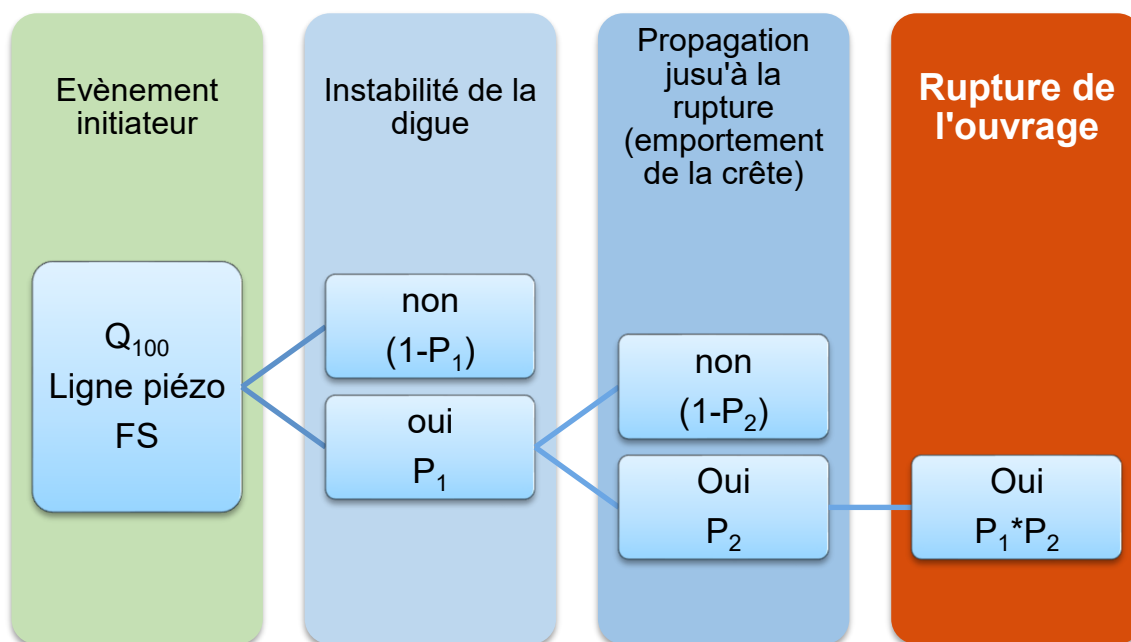 Evènement
initiateur
Instabilité de la
digue
Propagation
jusu'à la
rupture
(emportement
de la crête)
Rupture de
l'ouvrage
Q₁₀₀
Ligne piézo
FS
non
(1-P₁)
oui
P₁
non
(1-P₂)
Oui
P₂
Oui
P₁*P₂